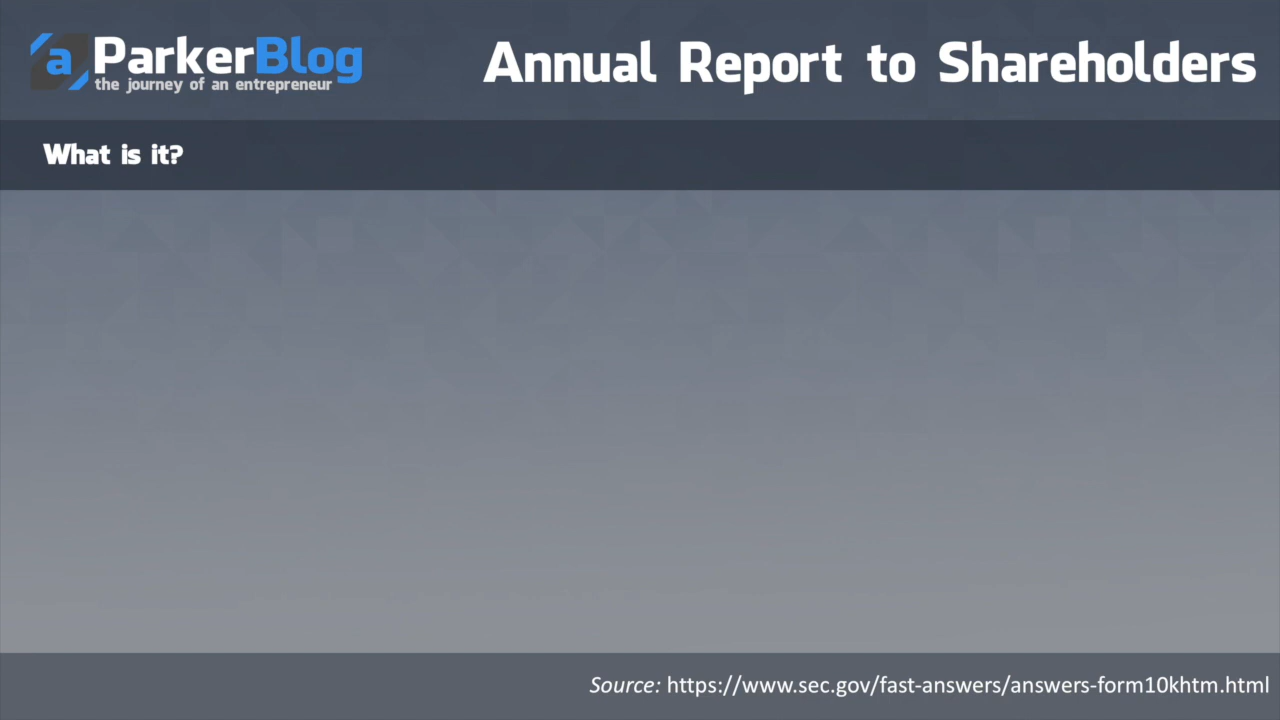 a ParkerBlog
the journey of an entrepreneur
Annual Report to Shareholders
What is it?
Source: https://www.sec.gov/fast-answers/answers-form10khtm.html